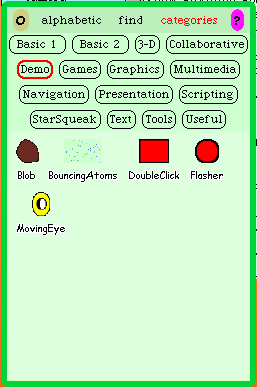 O alphabetic find categories ?
Basic 1 Basic 2 3-D Collaborative
Demo Games Graphics Multimedia
Navigation Presentation Scripting
StarSqueak Text Tools Useful
Blob BouncingAtoms DoubleClick Flasher
MovingEye